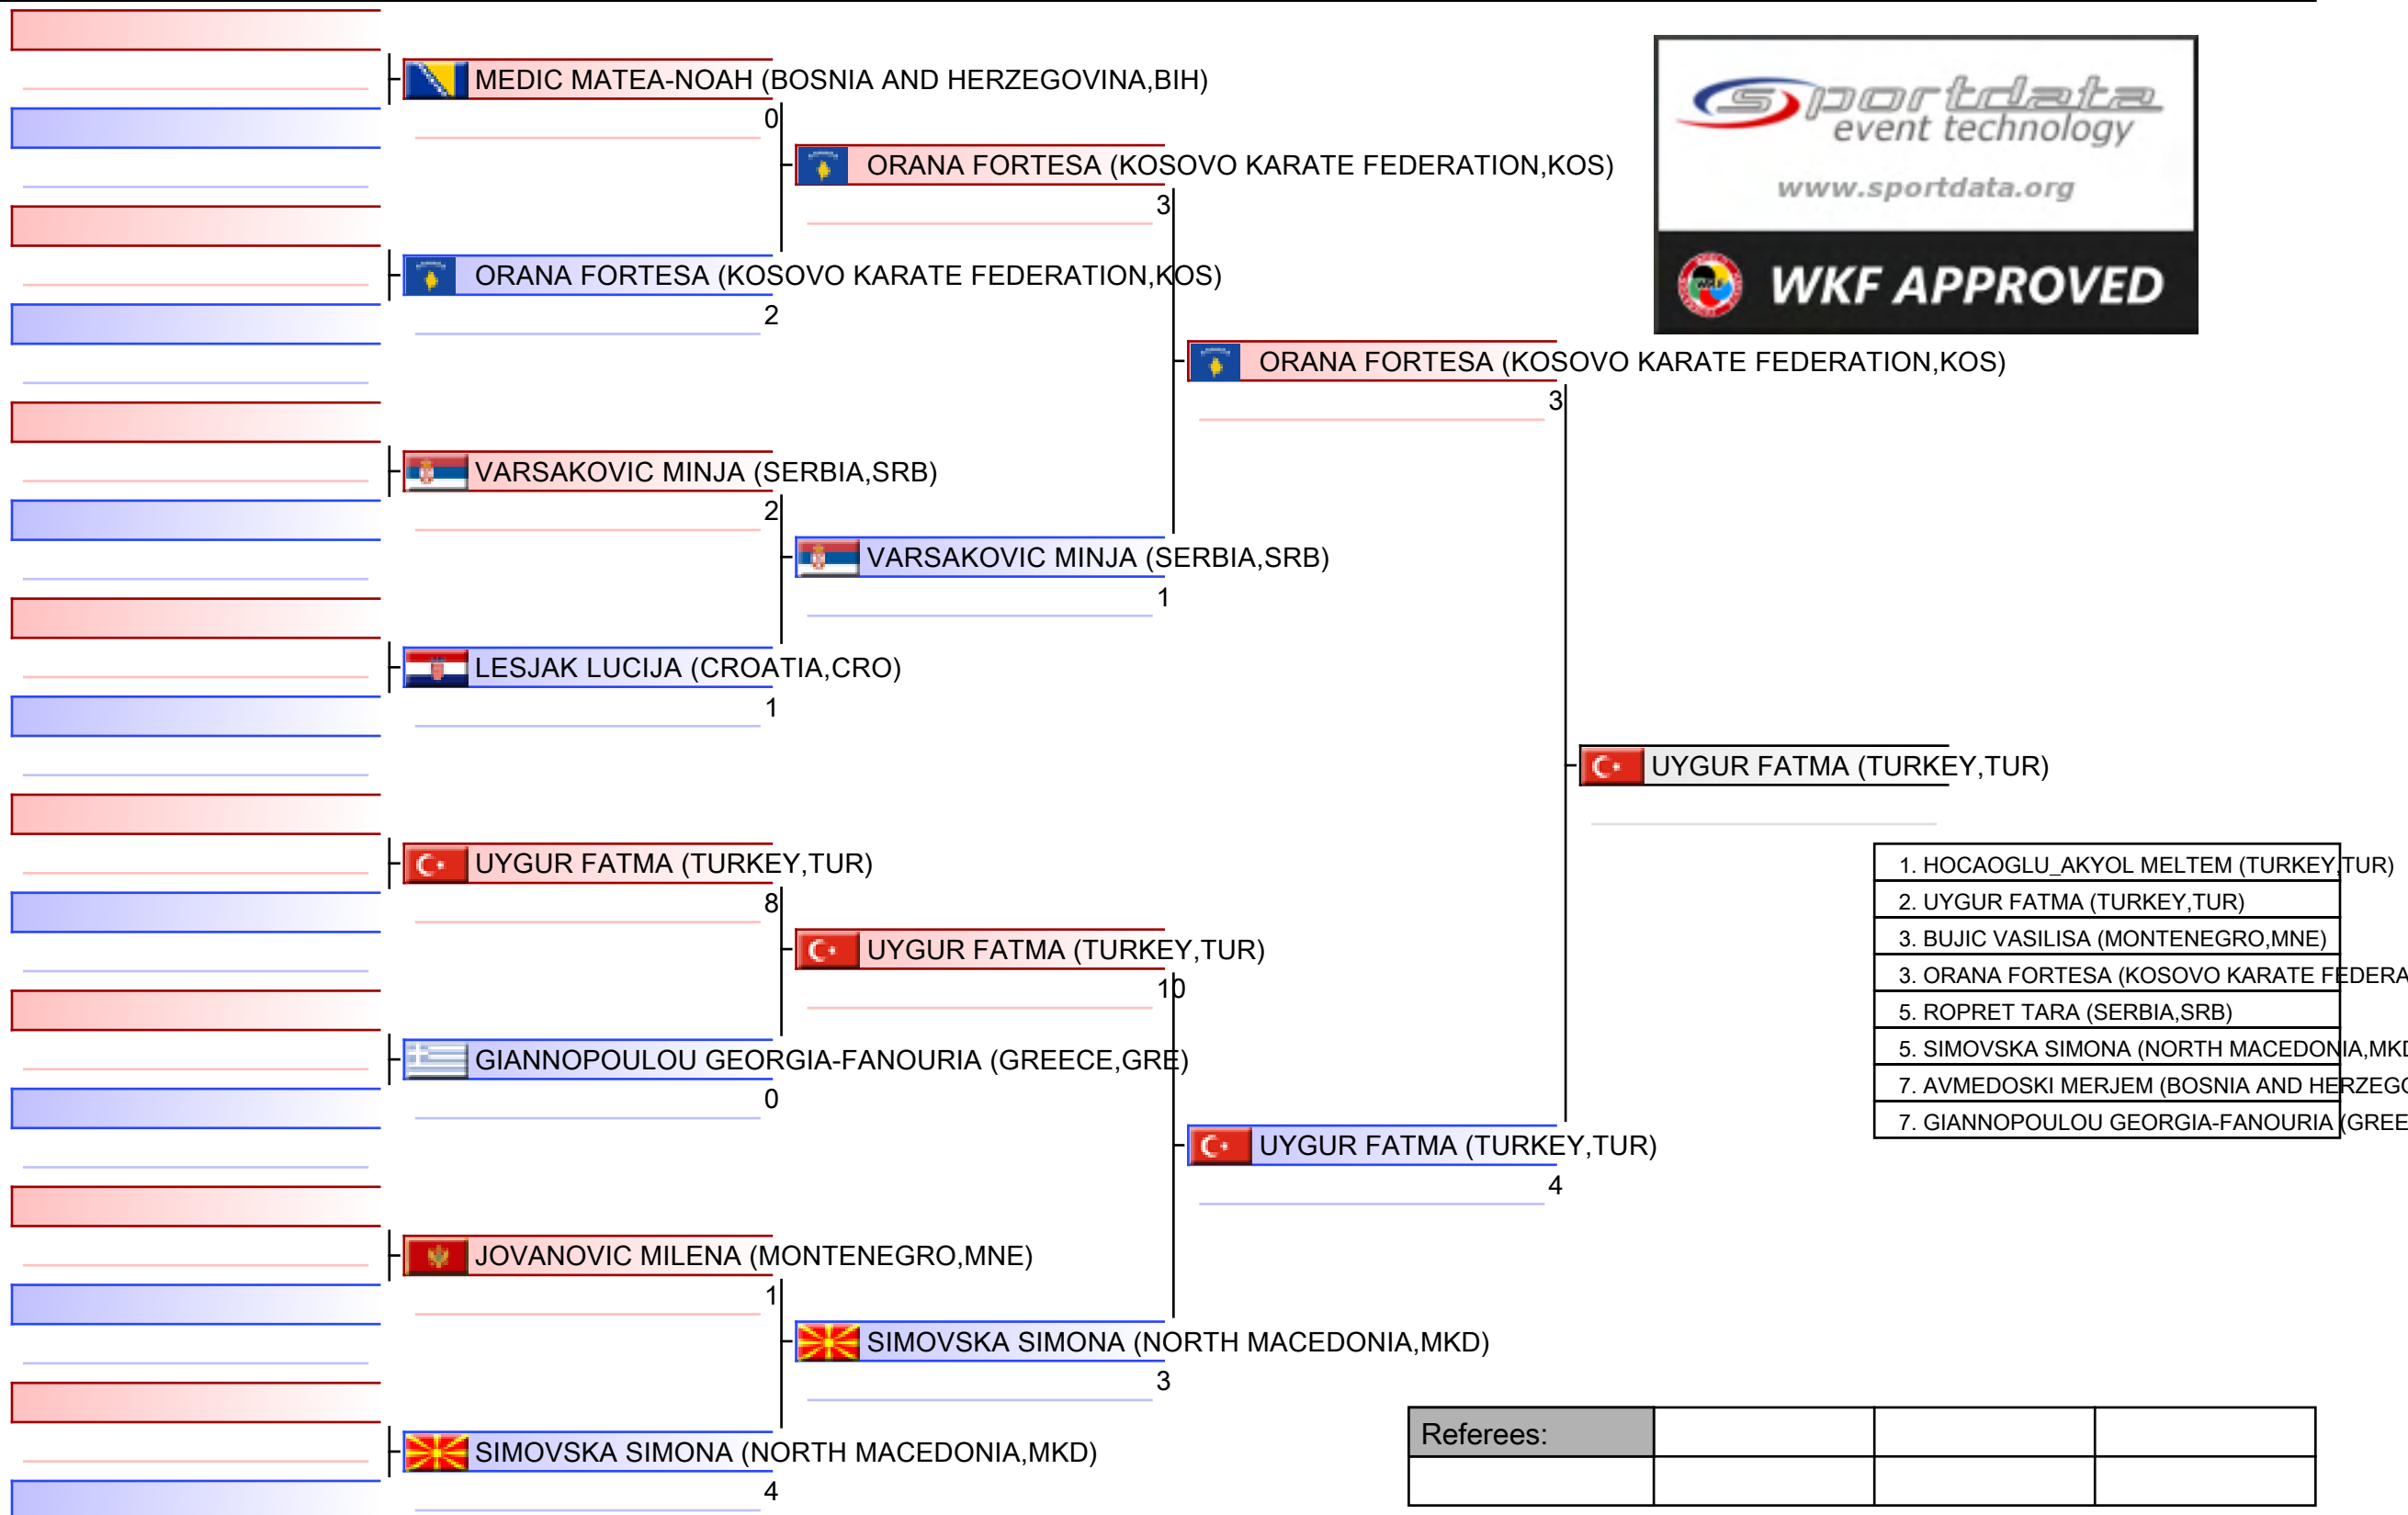 MEDIC MATEA-NOAH (BOSNIA AND HERZEGOVINA,BIH)
0
ORANA FORTESA (KOSOVO KARATE FEDERATION,KOS)
3
ORANA FORTESA (KOSOVO KARATE FEDERATION,KOS)
2
ORANA FORTESA (KOSOVO KARATE FEDERATION,KOS)
3
VARSAKOVIC MINJA (SERBIA,SRB)
2
VARSAKOVIC MINJA (SERBIA,SRB)
1
LESJAK LUCIJA (CROATIA,CRO)
1
UYGUR FATMA (TURKEY,TUR)
UYGUR FATMA (TURKEY,TUR)
8
UYGUR FATMA (TURKEY,TUR)
10
GIANNOPOULOU GEORGIA-FANOURIA (GREECE,GRE)
0
UYGUR FATMA (TURKEY,TUR)
4
JOVANOVIC MILENA (MONTENEGRO,MNE)
1
SIMOVSKA SIMONA (NORTH MACEDONIA,MKD)
3
SIMOVSKA SIMONA (NORTH MACEDONIA,MKD)
4
sportdata
event technology
www.sportdata.org
WKF APPROVED
1. HOCAOGLU_AKYOL MELTEM (TURKEY,TUR)
2. UYGUR FATMA (TURKEY,TUR)
3. BUJIC VASILISA (MONTENEGRO,MNE)
3. ORANA FORTESA (KOSOVO KARATE FEDERA
5. ROPRET TARA (SERBIA,SRB)
5. SIMOVSKA SIMONA (NORTH MACEDONIA,MKD
7. AVMEDOSKI MERJEM (BOSNIA AND HERZEGO
7. GIANNOPOULOU GEORGIA-FANOURIA (GREE
Referees: